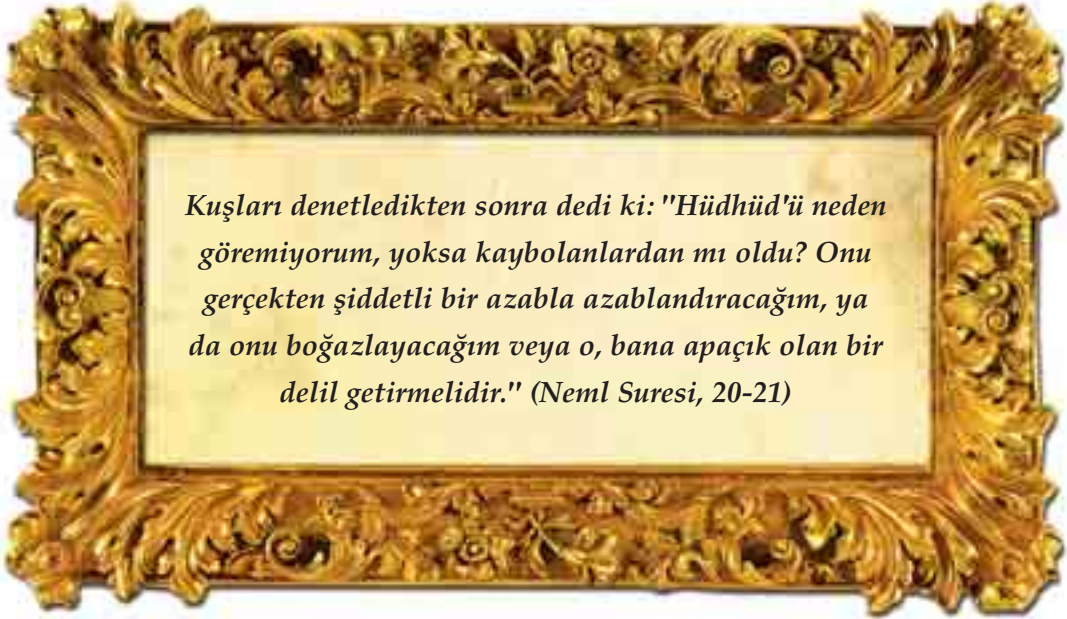 Kuşları denetledikten sonra dedi ki: "Hüdhüd'ü neden
göremiyorum, yoksa kaybolanlardan mı oldu? Onu
gerçekten şiddetli bir azabla azablandıracağım, ya
da onu boğazlayacağım veya o, bana apaçık olan bir
delil getirmelidir." (Neml Suresi, 20-21)